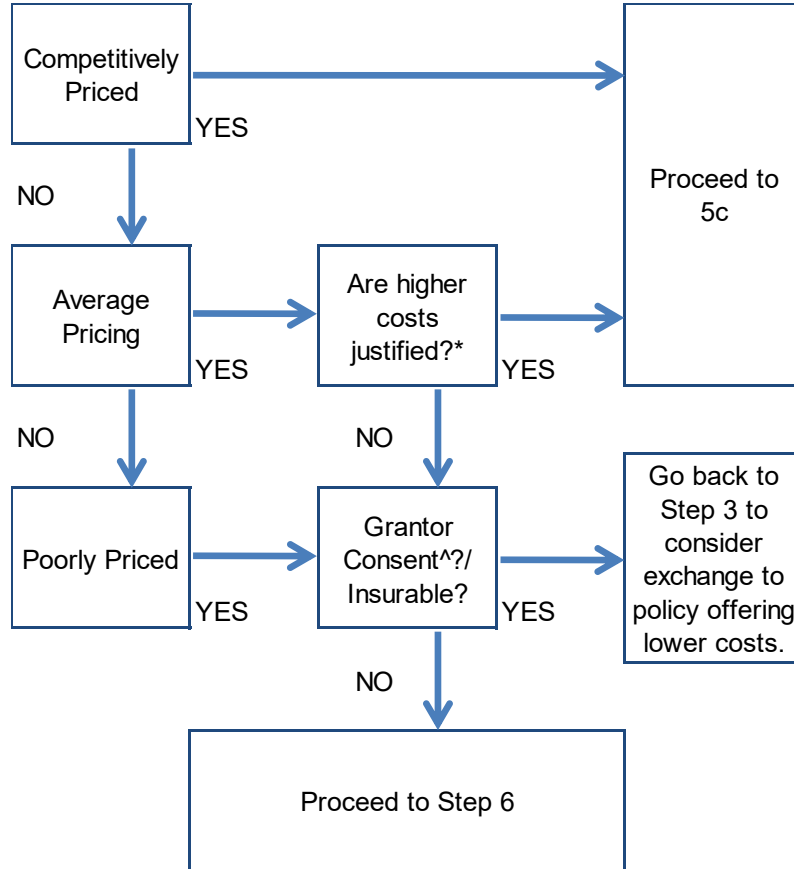 Competitively
Priced
YES
NO
Proceed to
5c
Average
Pricing
YES
Are higher
costs
justified?*
YES
NO
NO
Poorly Priced
YES
Grantor
Consent^?/
Insurable?
YES
Go back to
Step 3 to
consider
exchange to
policy offering
lower costs.
NO
Proceed to Step 6